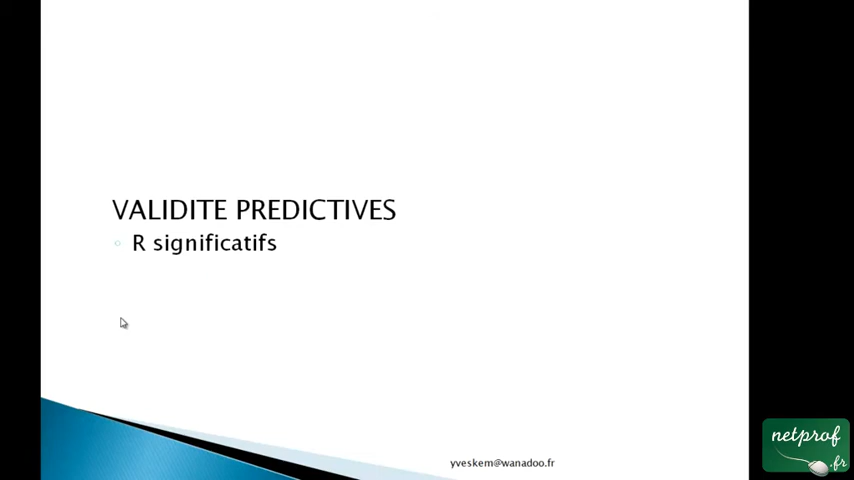 VALIDITE PREDICTIVES
R significatifs
yveskem@wanadoo.fr
netprof
.fr